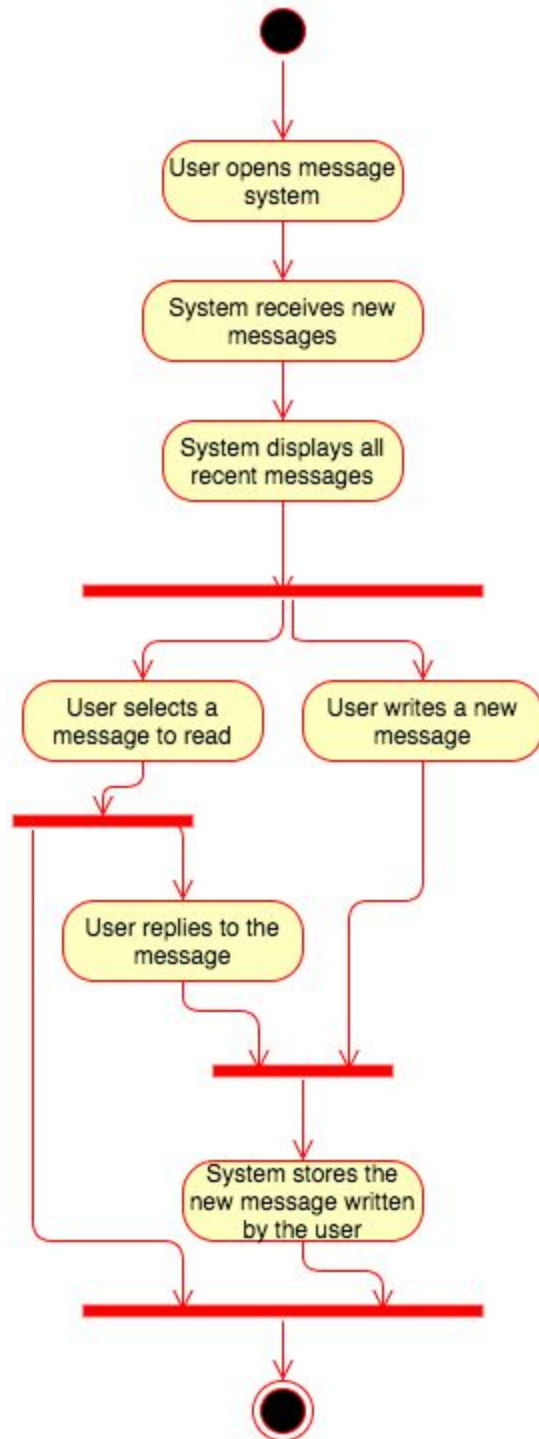 User opens message
system
System receives new
messages
System displays all
recent messages
User selects a
message to read
User writes a new
message
User replies to the
message
System stores the
new message written
by the user